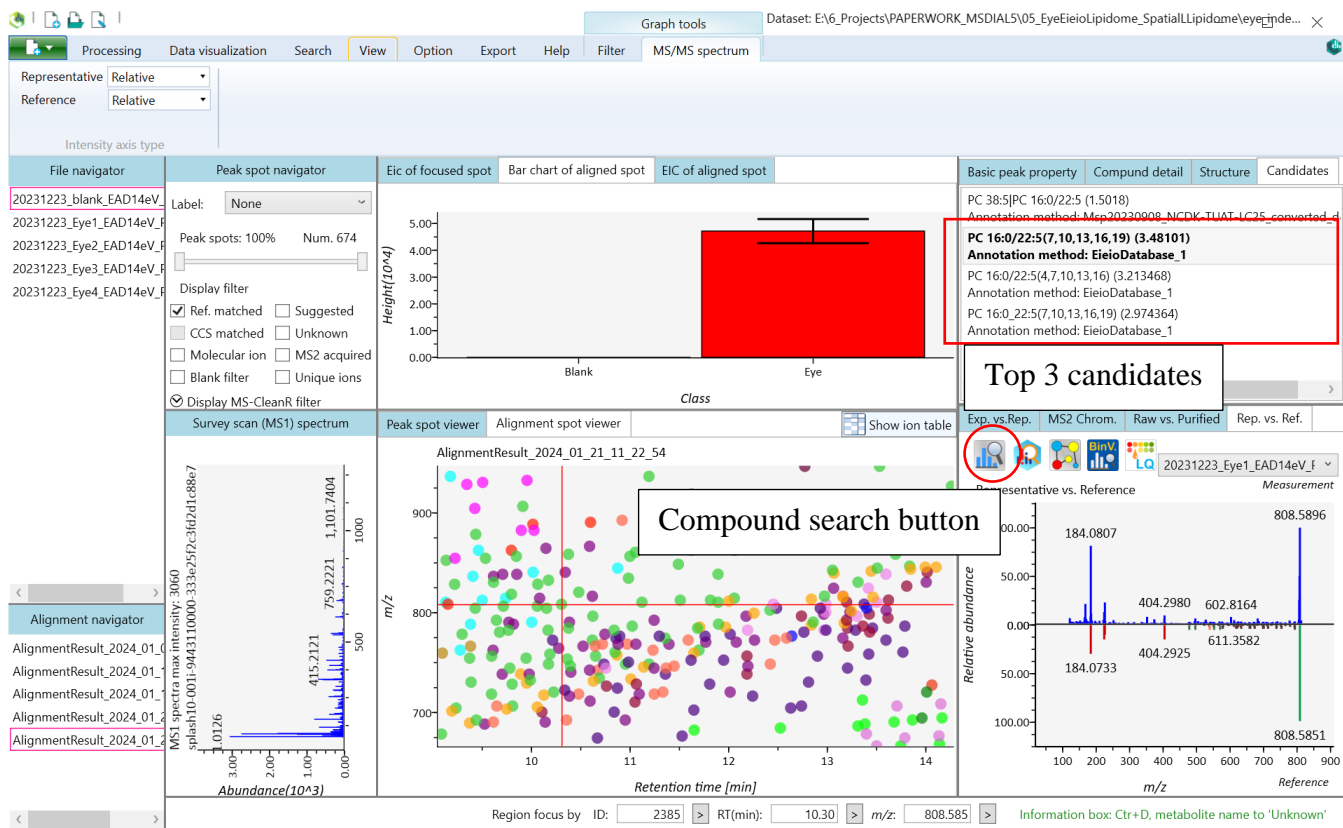 Graph tools
Dataset: E:\6_Projects\PAPERWORK_MSDIAL5\05_EyeEieioLipidome_SpatialLLipidome\eye_inde...
Processing Data visualization Search View Option Export Help Filter MS/MS spectrum
Representative Relative
Reference Relative
Intensity axis type
File navigator
20231223_blank_EAD14eV_
20231223_Eye1_EAD14eV_F
20231223_Eye2_EAD14eV_F
20231223_Eye3_EAD14eV_F
20231223_Eye4_EAD14eV_F
Peak spot navigator
Label: None
Peak spots: 100% Num. 674
Display filter
Ref. matched Suggested
CCS matched Unknown
Molecular ion MS2 acquired
Blank filter Unique ions
Display MS-CleanR filter
Eic of focused spot Bar chart of aligned spot EIC of aligned spot
Height(10^4)
5.00
4.00
3.00
2.00
1.00
0.00
Blank Eye
Class
Basic peak property Compund detail Structure Candidates
PC 38:5|PC 16:0/22:5 (1.5018)
Annotation method: Msp20230908_NCDK-TUAT-LC25_converted_d
PC 16:0/22:5(7,10,13,16,19) (3.48101)
Annotation method: EieioDatabase_1
PC 16:0/22:5(4,7,10,13,16) (3.213468)
Annotation method: EieioDatabase_1
PC 16:0_22:5(7,10,13,16,19) (2.974364)
Annotation method: EieioDatabase_1
Top 3 candidates
Alignment navigator
AlignmentResult_2024_01_0
AlignmentResult_2024_01_1
AlignmentResult_2024_01_1
AlignmentResult_2024_01_2
AlignmentResult_2024_01_2
Survey scan (MS1) spectrum
MS1 spectra max intensity: 3060
splash10-001i-9443110000-333e25f2c3fd2d1c88e7
1.0126
415.2121
759.2221
1,101.7404
500
1000
3.00
2.00
1.00
0.00
Abundance(10^3)
Peak spot viewer Alignment spot viewer Show ion table
AlignmentResult_2024_01_21_11_22_54
m/z
900
800
700
10 11 12 13 14
Retention time [min]
Compound search button
Exp. vs.Rep. MS2 Chrom. Raw vs. Purified Rep. vs. Ref.
BinV.
LQ
20231223_Eye1_EAD14eV_F
Representative vs. Reference
Measurement
Relative abundance
00.00
50.00
0.00
50.00
100.00
184.0807
404.2980
602.8164
808.5896
184.0733
404.2925
611.3582
808.5851
100 200 300 400 500 600 700 800 900
m/z
Reference
Region focus by ID: 2385 > RT(min): 10.30 > m/z: 808.585 >
Information box: Ctr+D, metabolite name to 'Unknown'